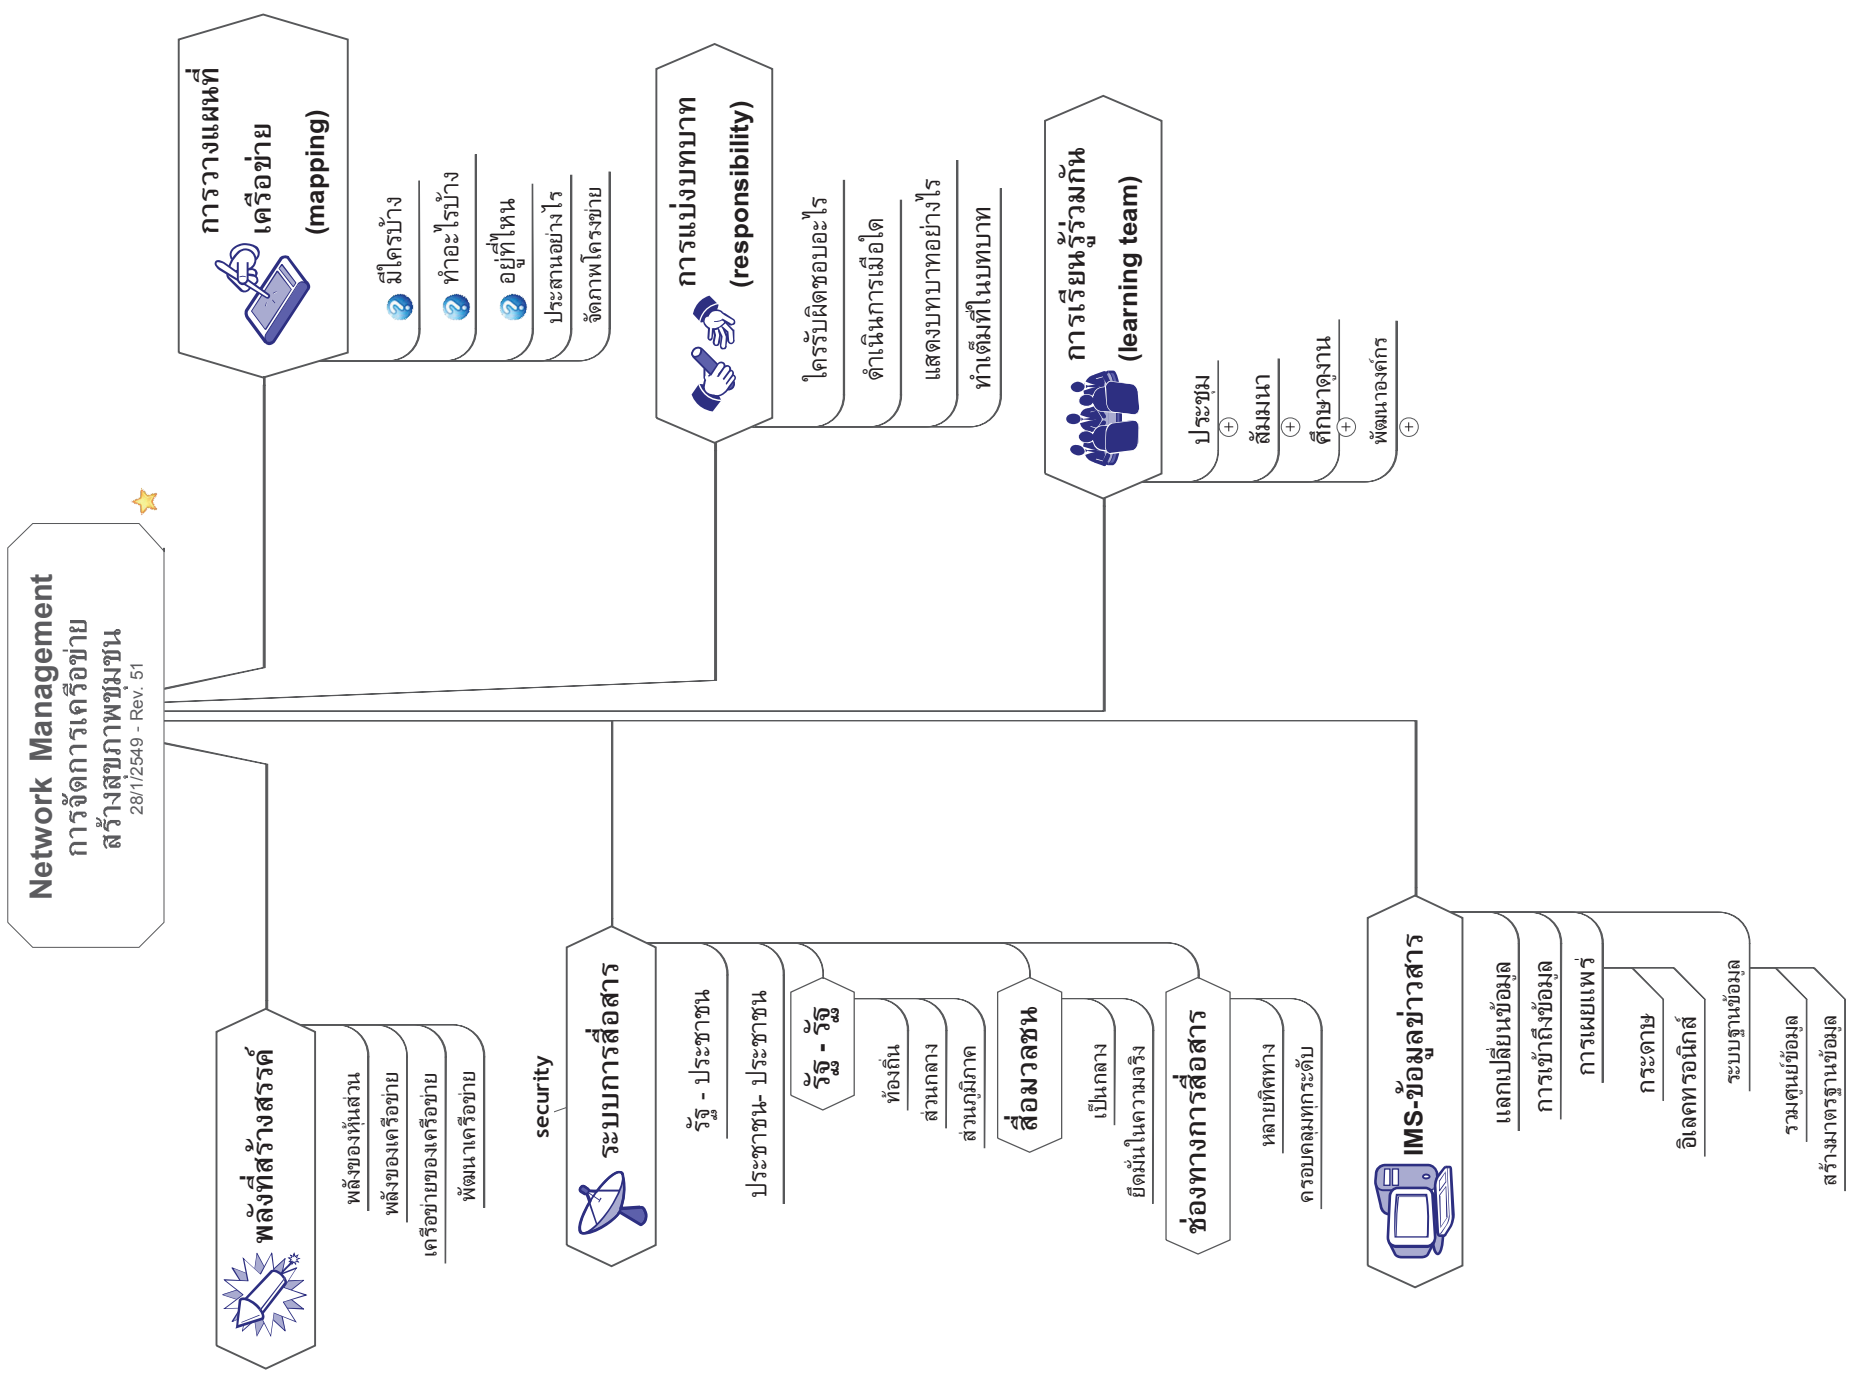 Network Management
การจัดการเครือข่าย
สร้างสุขภาพชุมชน
28/1/2549 - Rev. 51
การวางแผนที่
เครือข่าย
(mapping)
มีใครบ้าง
ทำอะไรบ้าง
อยู่ที่ไหน
ประสานอย่างไร
จัดภาพโครงข่าย
การแบ่งบทบาท
(responsibility)
ใครรับผิดชอบอะไร
ดำเนินการเมื่อใด
แสดงบทบาทอย่างไร
ทำเต็มที่ในบทบาท
การเรียนรู้ร่วมกัน
(learning team)
ประชุม
สัมมนา
ศึกษาดูงาน
พัฒนาองค์กร
พลังที่สร้างสรรค์
พลังของหุ้นส่วน
พลังของเครือข่าย
เครือข่ายของเครือข่าย
พัฒนาเครือข่าย
security
ระบบการสื่อสาร
รัฐ - ประชาชน
ประชาชน- ประชาชน
รัฐ - รัฐ
ท้องถิ่น
ส่วนกลาง
ส่วนภูมิภาค
สื่อมวลชน
เป็นกลาง
ยึดมั่นในความจริง
ช่องทางการสื่อสาร
หลายทิศทาง
ครอบคลุมทุกระดับ
IMS-ข้อมูลข่าวสาร
แลกเปลี่ยนข้อมูล
การเข้าถึงข้อมูล
การเผยแพร่
กระดาษ
อิเลคทรอนิกส์
ระบบฐานข้อมูล
รวมศูนย์ข้อมูล
สร้างมาตรฐานข้อมูล